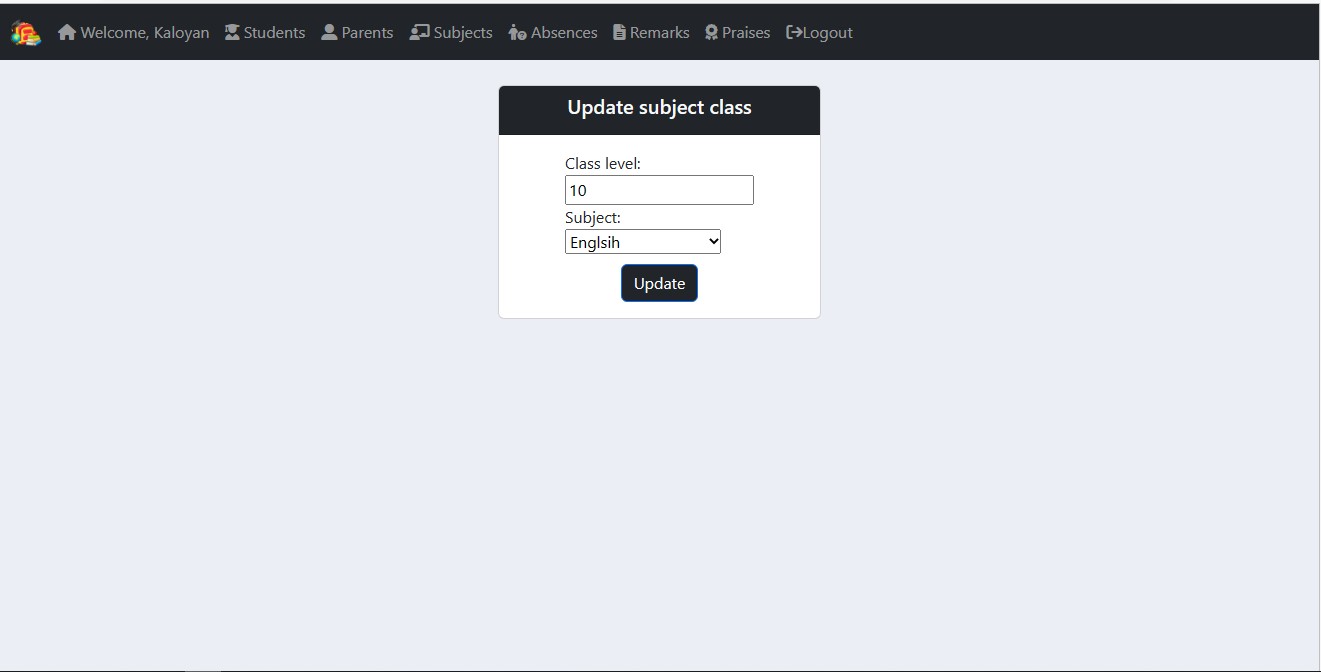 Welcome, Kaloyan Students Parents Subjects Absences Remarks Praises Logout
Update subject class
Class level:
10
Subject:
Englsih
Update